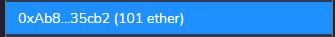 0xAb8...35cb2 (101 ether)